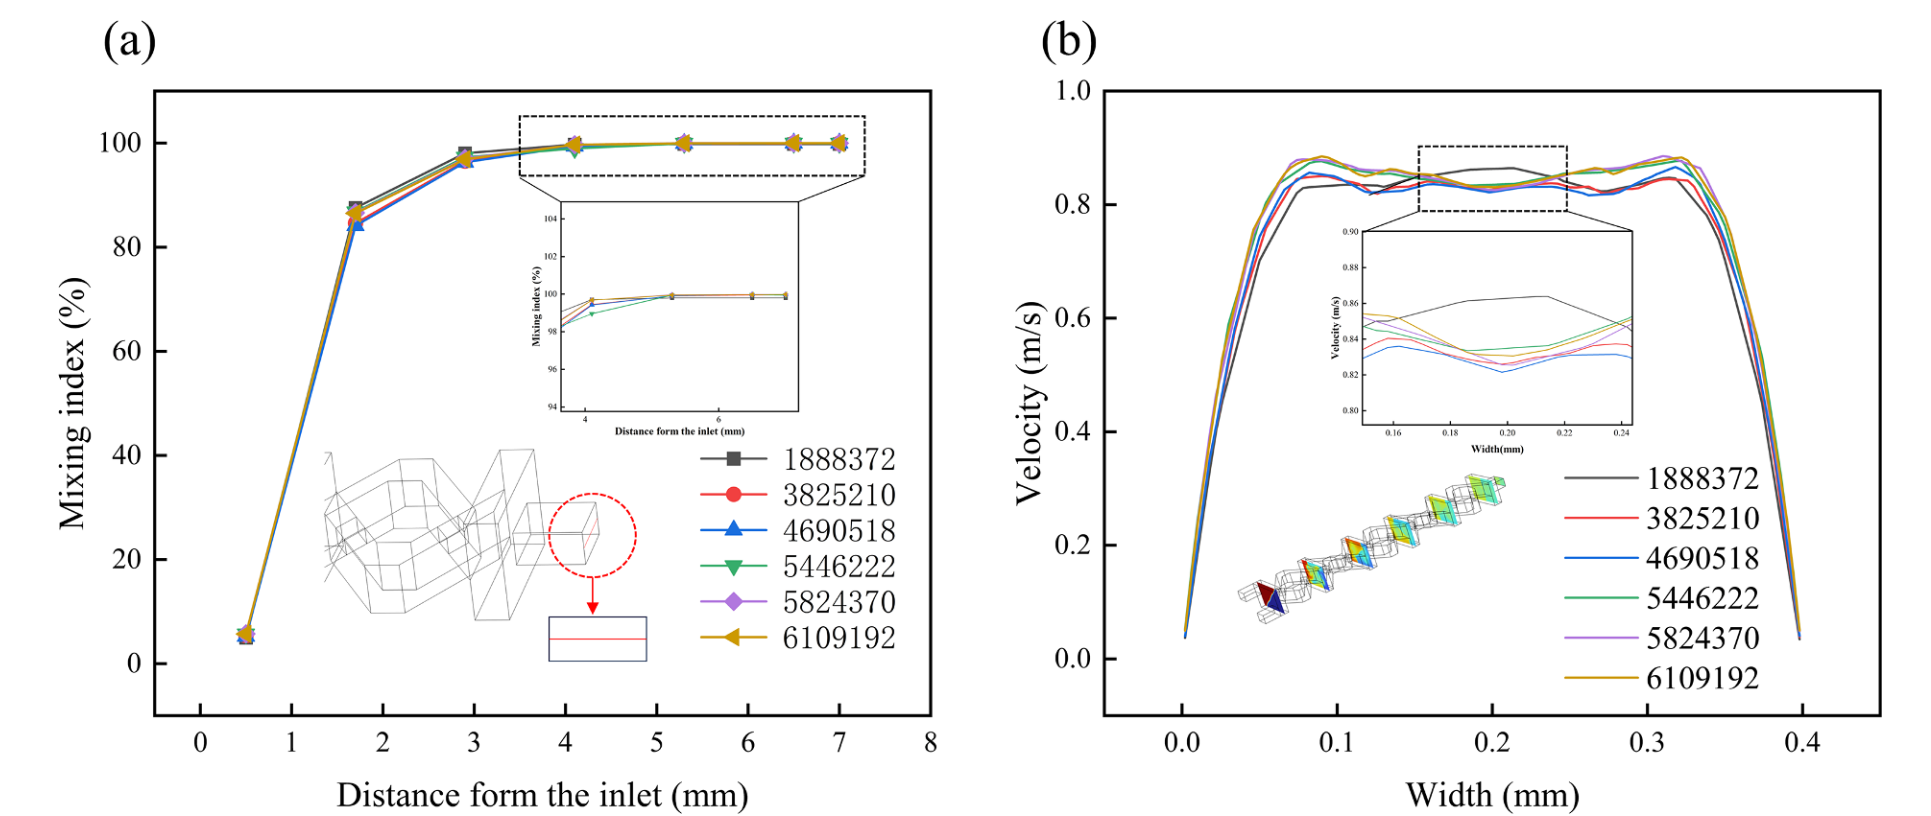 (a)
100
80
60
40
20
0
Mixing index (%)
0 1 2 3 4 5 6 7 8
Distance form the inlet (mm)
104
102
100
98
96
94
Mixing index (%)
4 6
Distance form the inlet (mm)
1888372
3825210
4690518
5446222
5824370
6109192
(b)
1.0
0.8
0.6
0.4
0.2
0.0
Velocity (m/s)
0.0 0.1 0.2 0.3 0.4
Width (mm)
0.90
0.88
0.86
0.84
0.82
0.80
Velocity (m/s)
0.16 0.18 0.20 0.22 0.24
Width(mm)
1888372
3825210
4690518
5446222
5824370
6109192